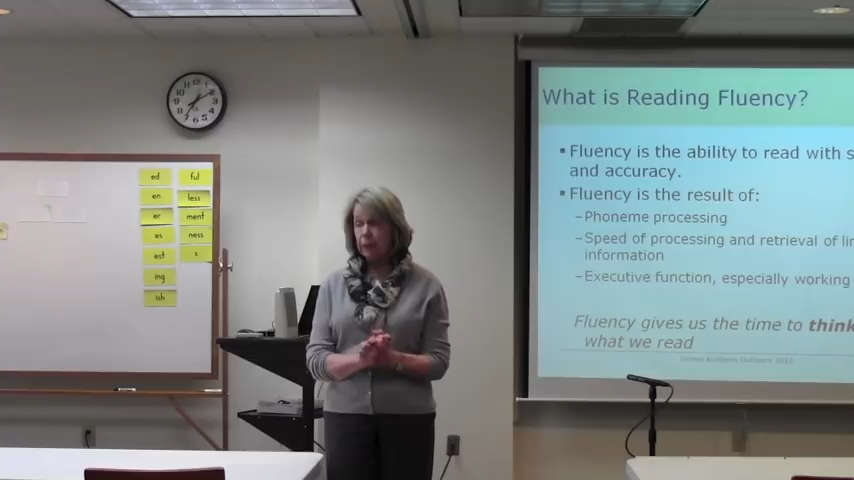 ed
ful
en
less
er
ment
es
ness
est
s
ing
ish
What is Reading Fluency?
▪Fluency is the ability to read with
and accuracy.
▪Fluency is the result of:
–Phoneme processing
–Speed of processing and retrieval of
information
–Executive function, especially working
Fluency gives us the time to think
what we read